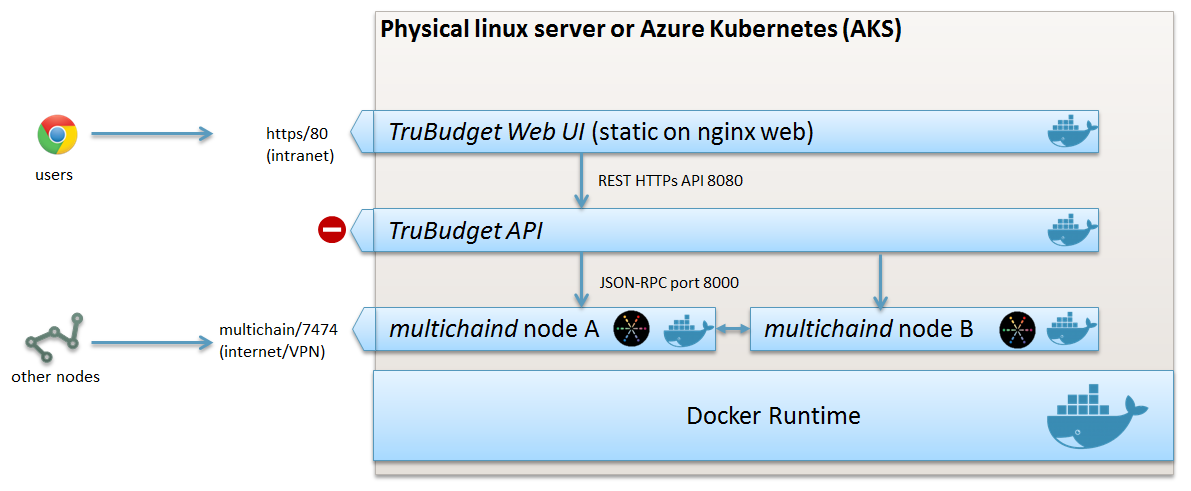 Physical linux server or Azure Kubernetes (AKS)
https/80
(intranet)
TruBudget Web UI (static on nginx web)
users
REST HTTPs API 8080
TruBudget API
JSON-RPC port 8000
multichain/7474
(internet/VPN)
multichaind node A
multichaind node B
other nodes
Docker Runtime